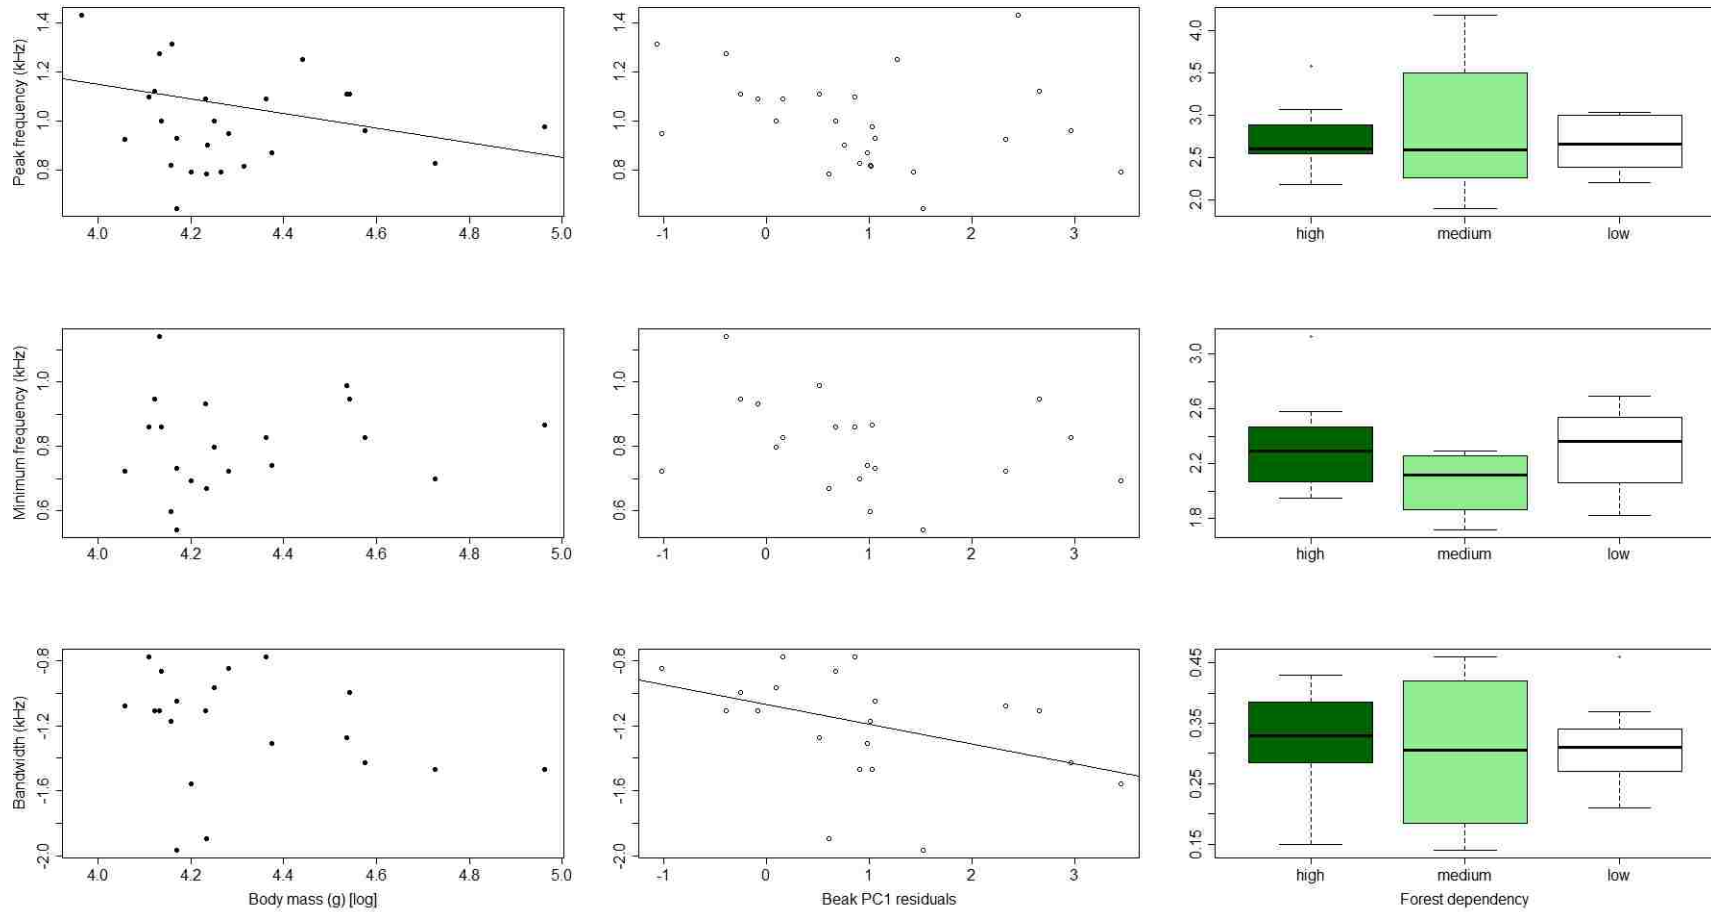 Peak frequency (kHz)
1.4
1.2
1.0
0.8
4.0 4.2 4.4 4.6 4.8 5.0
1.4
1.2
1.0
0.8
-1 0 1 2 3
4.0
3.5
3.0
2.5
2.0
high medium low
Minimum frequency (kHz)
1.0
0.8
0.6
4.0 4.2 4.4 4.6 4.8 5.0
1.0
0.8
0.6
-1 0 1 2 3
3.0
2.6
2.2
1.8
high medium low
Bandwidth (kHz)
-0.8
-1.2
-1.6
-2.0
4.0 4.2 4.4 4.6 4.8 5.0
Body mass (g) [log]
-0.8
-1.2
-1.6
-2.0
-1 0 1 2 3
Beak PC1 residuals
0.45
0.35
0.25
0.15
high medium low
Forest dependency